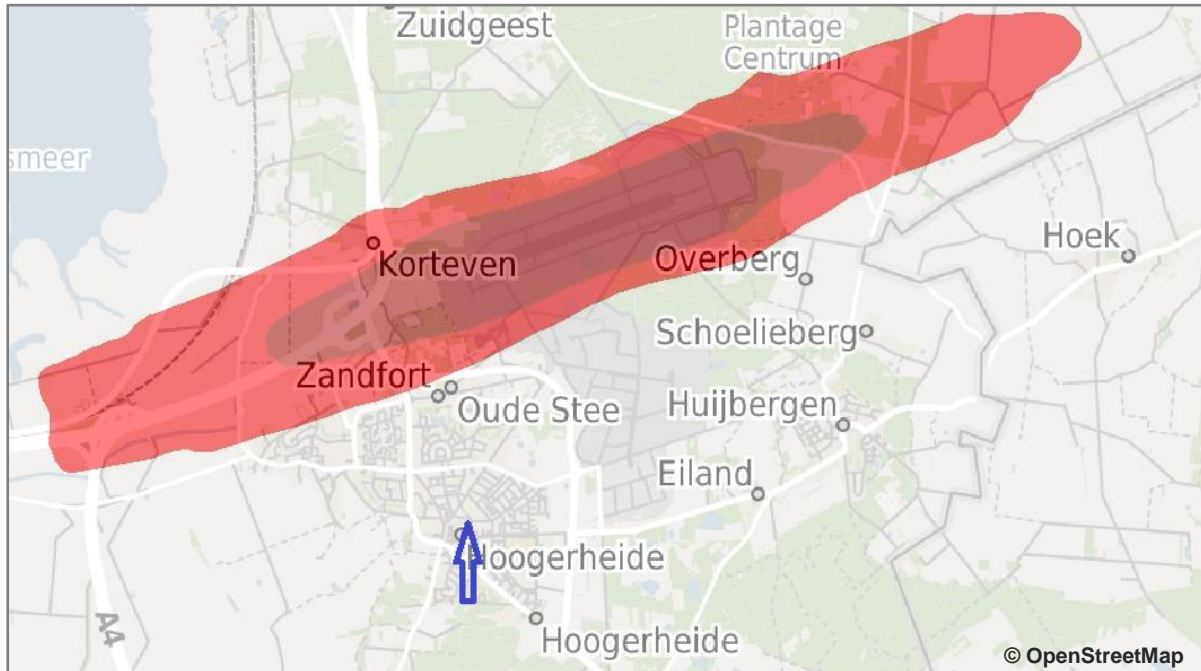 Zuidgeest
Plantage
Centrum
smeer
Korteven
Overberg
Hoek
Schoelieberg
Zandfort
Oude Stee
Huijbergen
Eiland
Hoogerheide
A4
Hoogerheide
© OpenStreetMap